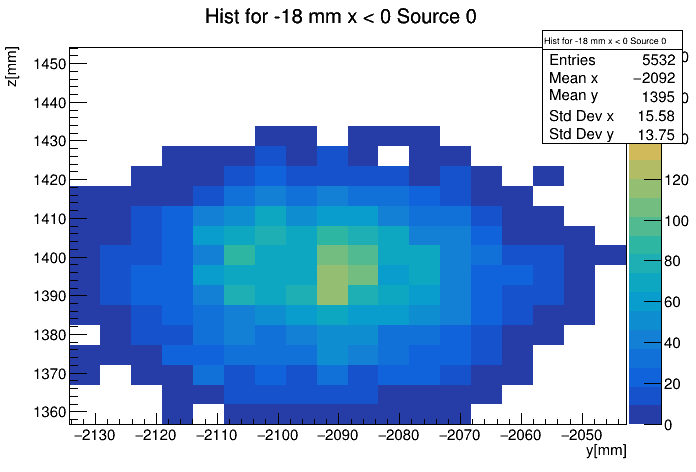 Hist for -18 mm x < 0 Source 0
Hist for -18 mm x < 0 Source 0
Entries 5532
Mean x −2092
Mean y 1395
Std Dev x 15.58
Std Dev y 13.75
z[mm]
1450
1440
1430
1420
1410
1400
1390
1380
1370
1360
120
100
80
60
40
20
0
−2130 −2120 −2110 −2100 −2090 −2080 −2070 −2060 −2050
y[mm]